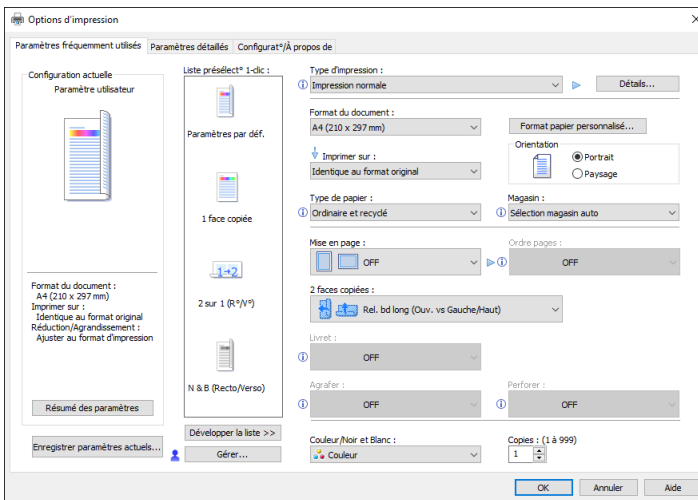 Options d'impression
Paramètres fréquemment utilisés
Paramètres détaillés
Configurat°/À propos de
Configuration actuelle
Paramètre utilisateur
Format du document :
A4 (210 x 297 mm)
Imprimer sur :
Identique au format original
Réduction/Agrandissement :
Ajuster au format d'impression
Résumé des paramètres
Enregistrer paramètres actuels...
Liste présélect° 1-clic :
Paramètres par déf.
1 face copiée
1→2
2 sur 1 (R°/V°)
N & B (Recto/Verso)
Développer la liste >>
Gérer...
Type d'impression :
Impression normale
Détails...
Format du document :
A4 (210 x 297 mm)
Format papier personnalisé...
Imprimer sur :
Identique au format original
Orientation
Portrait
Paysage
Type de papier :
Ordinaire et recyclé
Magasin :
Sélection magasin auto
Mise en page :
OFF
Ordre pages :
OFF
2 faces copiées :
Rel. bd long (Ouv. vs Gauche/Haut)
Livret :
OFF
Agrafer :
OFF
Perforer :
OFF
Couleur/Noir et Blanc :
Couleur
Copies : (1 à 999)
1
OK
Annuler
Aide